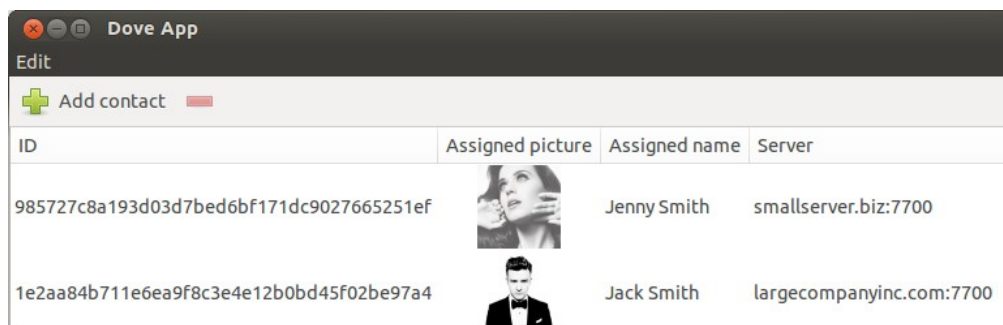 Dove App
Edit
Add contact
ID Assigned picture Assigned name Server
985727c8a193d03d7bed6bf171dc9027665251ef Jenny Smith smallserver.biz:7700
1e2aa84b711e6ea9f8c3e4e12b0bd45f02be97a4 Jack Smith largecompanyinc.com:7700